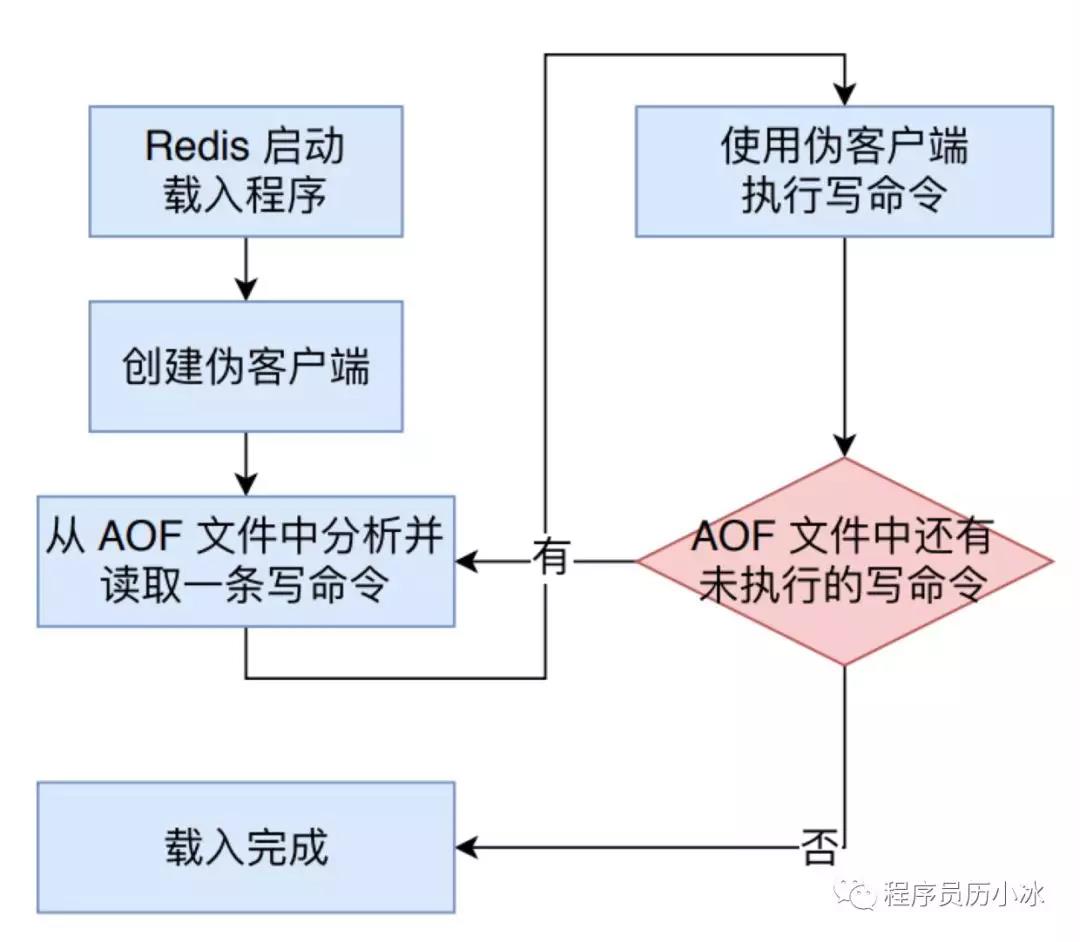 Redis 启动
载入程序
创建伪客户端
从 AOF 文件中分析并
读取一条写命令
使用伪客户端
执行写命令
AOF 文件中还有
未执行的写命令
有
否
载入完成
程序员历小冰